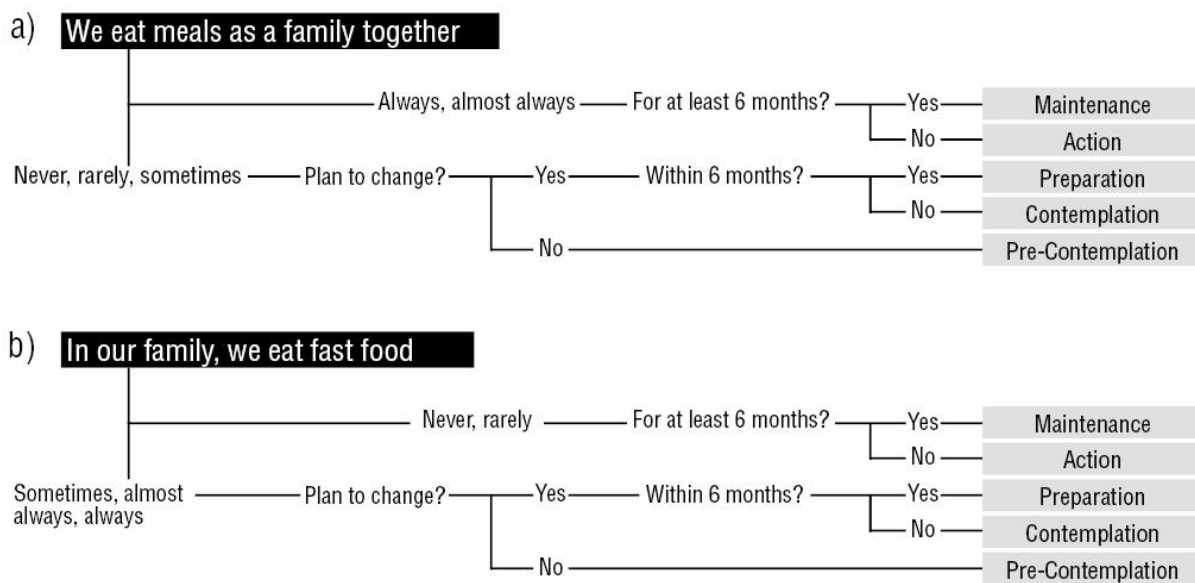 a) We eat meals as a family together
Always, almost always For at least 6 months? Yes Maintenance
No Action
Never, rarely, sometimes Plan to change? Yes Within 6 months? Yes Preparation
No Contemplation
No Pre-Contemplation
b) In our family, we eat fast food
Never, rarely For at least 6 months? Yes Maintenance
No Action
Sometimes, almost
always, always
Plan to change? Yes Within 6 months? Yes Preparation
No Contemplation
No Pre-Contemplation